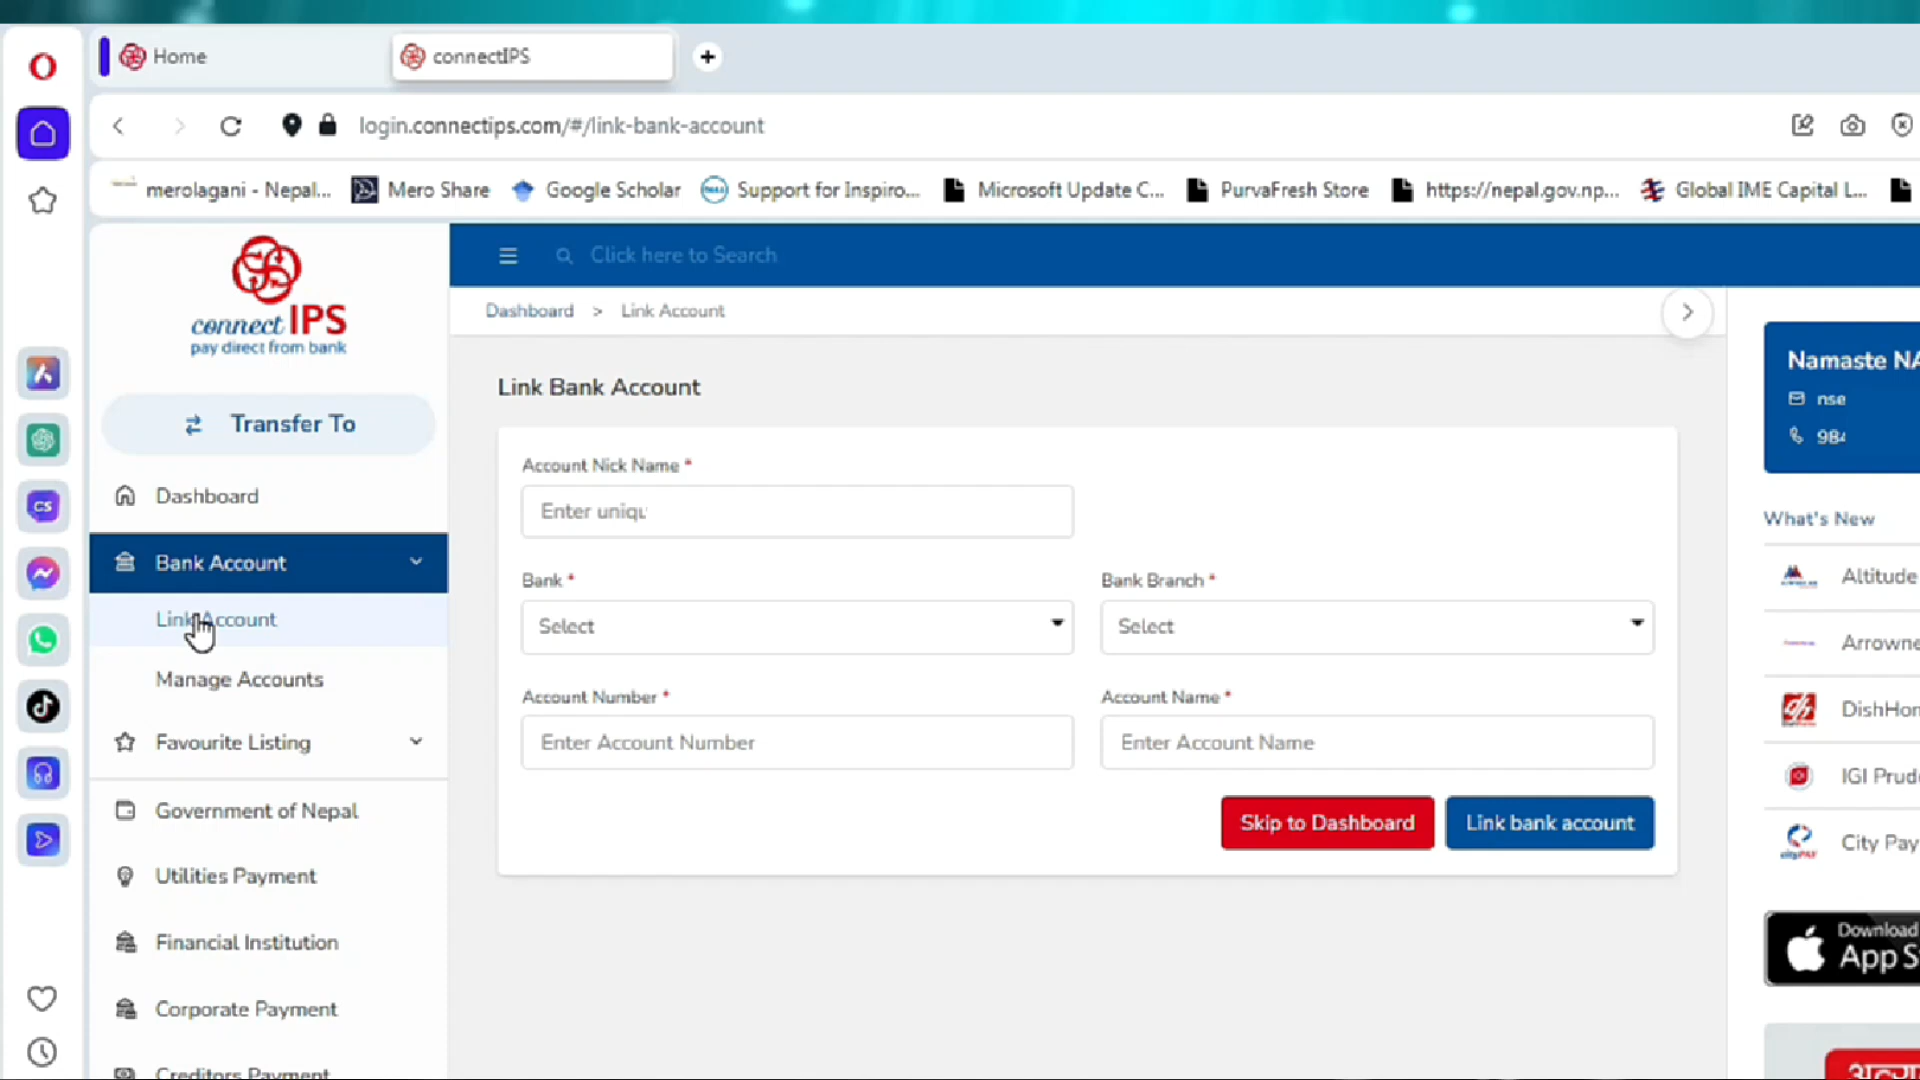 Home
connectIPS
login.connectips.com/#/link-bank-account
merolagani - Nepal...
Mero Share
Google Scholar
Support for Inspiro...
Microsoft Update C...
PurvaFresh Store
https://nepal.gov.np...
Global IME Capital L...
connectIPS
pay direct from bank
Click here to Search
Dashboard > Link Account
Transfer To
Dashboard
Bank Account
Link Account
Manage Accounts
Favourite Listing
Government of Nepal
Utilities Payment
Financial Institution
Corporate Payment
Creditors Payment
Link Bank Account
Account Nick Name *
Enter uniqu
Bank *
Select
Bank Branch *
Select
Account Number *
Enter Account Number
Account Name *
Enter Account Name
Skip to Dashboard
Link bank account
Namaste NA
nse
984
What's New
Altitude
Arrowne
DishHom
IGI Prud
City Pay
Download
App S
CS